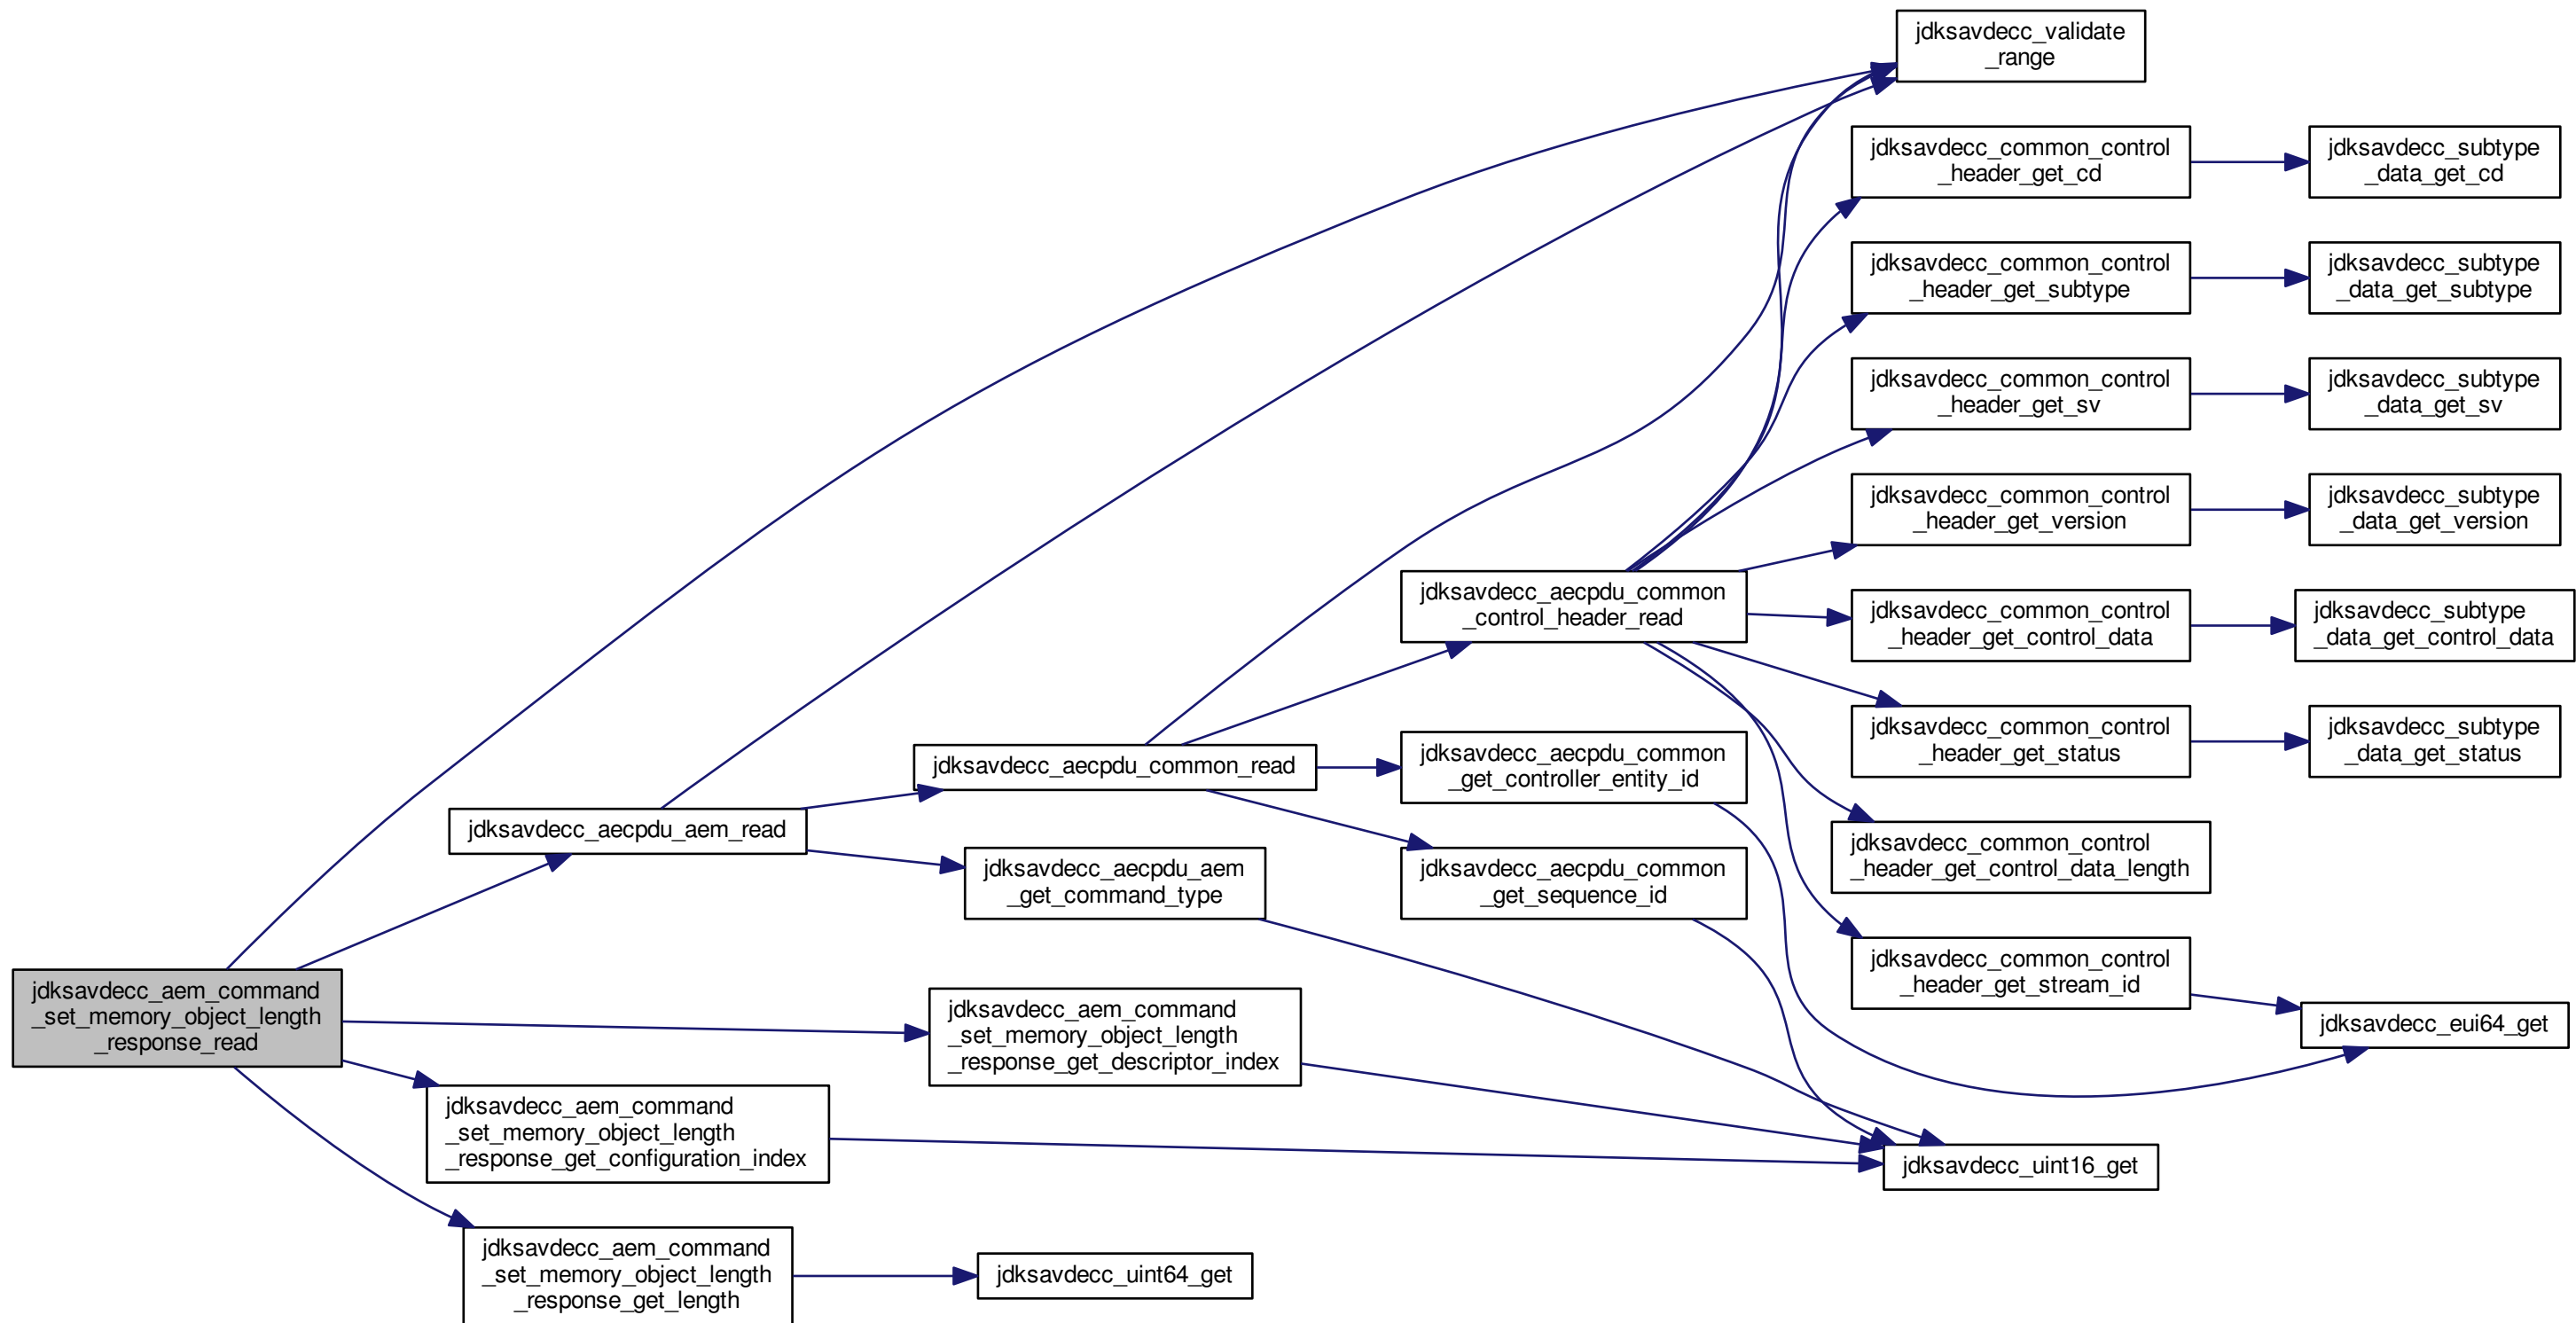 jdksavdecc_validate
_range
jdksavdecc_common_control
_header_get_cd
jdksavdecc_subtype
_data_get_cd
jdksavdecc_common_control
_header_get_subtype
jdksavdecc_subtype
_data_get_subtype
jdksavdecc_common_control
_header_get_sv
jdksavdecc_subtype
_data_get_sv
jdksavdecc_common_control
_header_get_version
jdksavdecc_subtype
_data_get_version
jdksavdecc_aecpdu_common
_control_header_read
jdksavdecc_common_control
_header_get_control_data
jdksavdecc_subtype
_data_get_control_data
jdksavdecc_common_control
_header_get_status
jdksavdecc_subtype
_data_get_status
jdksavdecc_aecpdu_common_read
jdksavdecc_aecpdu_common
_get_controller_entity_id
jdksavdecc_aecpdu_aem_read
jdksavdecc_common_control
_header_get_control_data_length
jdksavdecc_aecpdu_aem
_get_command_type
jdksavdecc_aecpdu_common
_get_sequence_id
jdksavdecc_common_control
_header_get_stream_id
jdksavdecc_aem_command
_set_memory_object_length
_response_read
jdksavdecc_aem_command
_set_memory_object_length
_response_get_descriptor_index
jdksavdecc_eui64_get
jdksavdecc_aem_command
_set_memory_object_length
_response_get_configuration_index
jdksavdecc_uint16_get
jdksavdecc_aem_command
_set_memory_object_length
_response_get_length
jdksavdecc_uint64_get